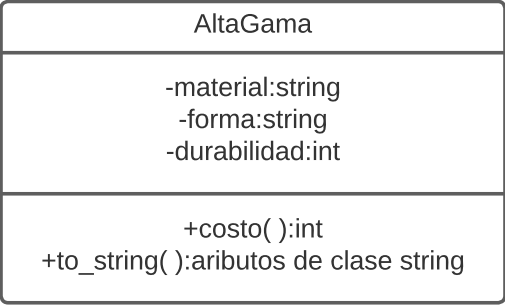 AltaGama
-material:string
-forma:string
-durabilidad:int
+costo( ):int
+to_string( ):aributos de clase string